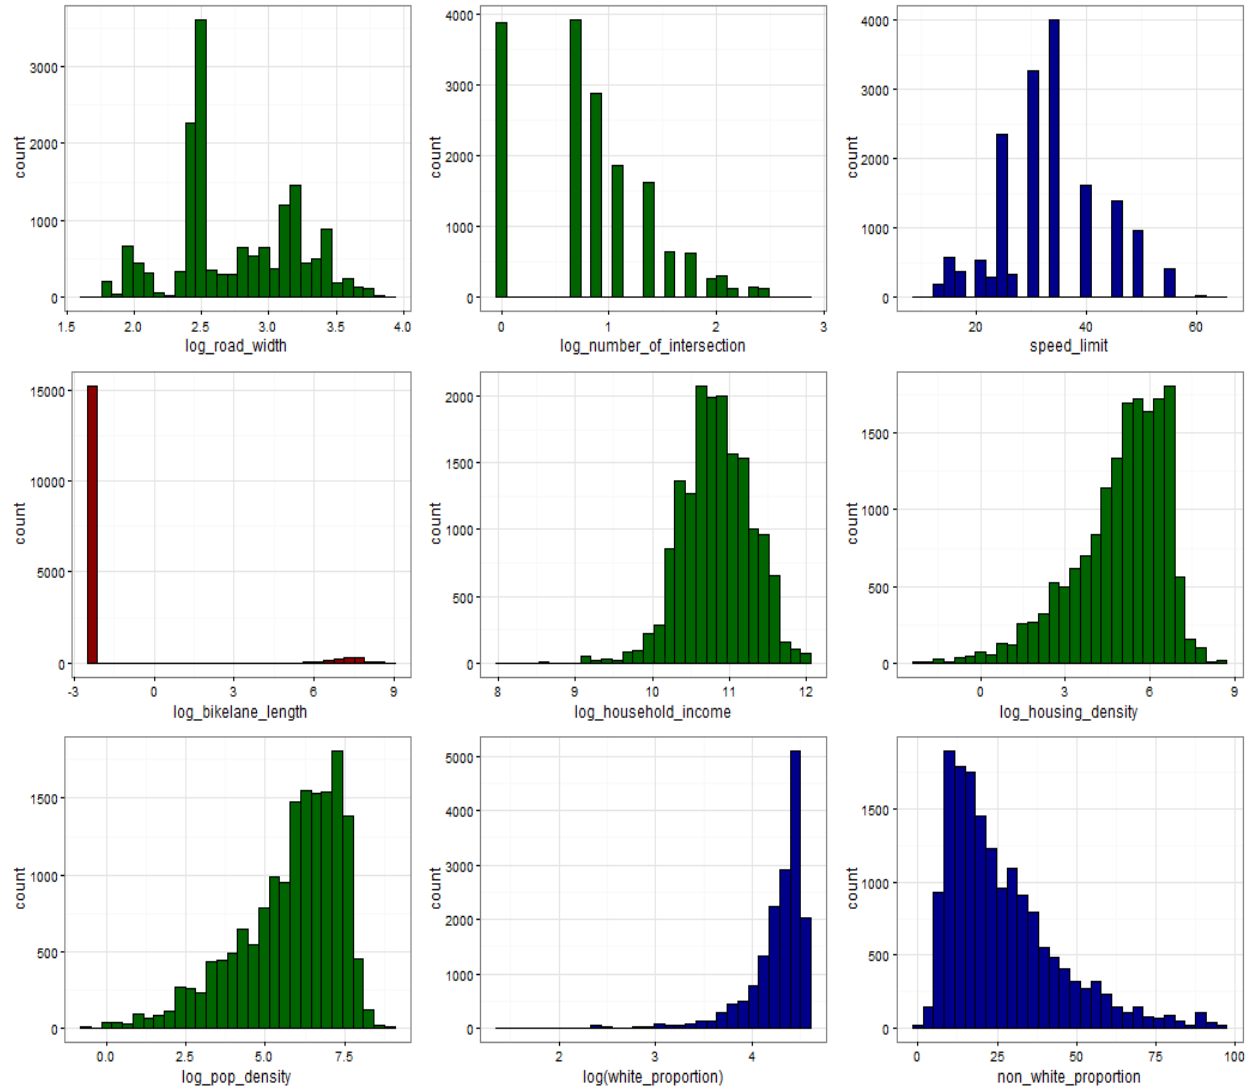 3000
2000
1000
0
count
1.5 2.0 2.5 3.0 3.5 4.0
log_road_width
4000
3000
2000
1000
0
count
0 1 2 3
log_number_of_intersection
4000
3000
2000
1000
0
count
20 40 60
speed_limit
15000
10000
5000
0
count
-3 0 3 6 9
log_bikelane_length
2000
1500
1000
500
0
count
8 9 10 11 12
log_household_income
1500
1000
500
0
count
0 3 6 9
log_housing_density
1500
1000
500
0
count
0.0 2.5 5.0 7.5
log_pop_density
5000
4000
3000
2000
1000
0
count
2 3 4
log(white_proportion)
1500
1000
500
0
count
0 25 50 75 100
non_white_proportion